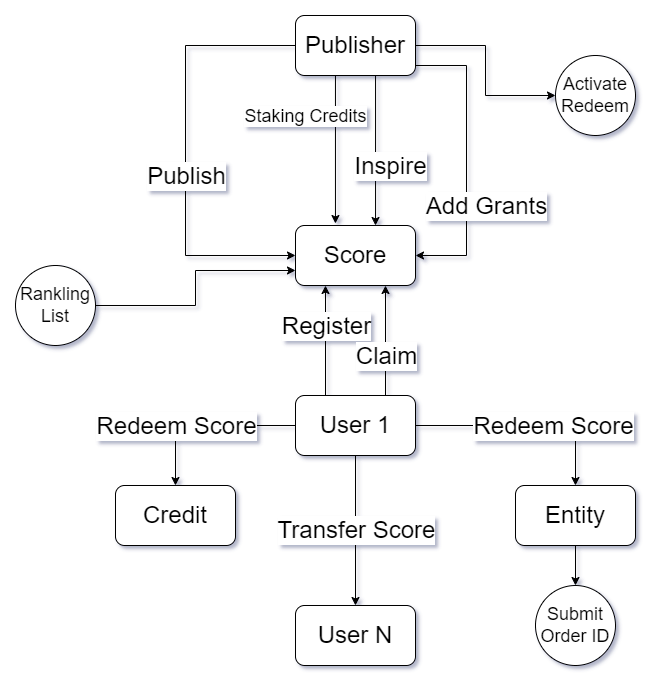 Publisher
Activate
Redeem
Staking Credits
Inspire
Publish
Add Grants
Score
Rankling
List
Register
Claim
Redeem Score
User 1
Redeem Score
Credit
Entity
Transfer Score
Submit
Order ID
User N